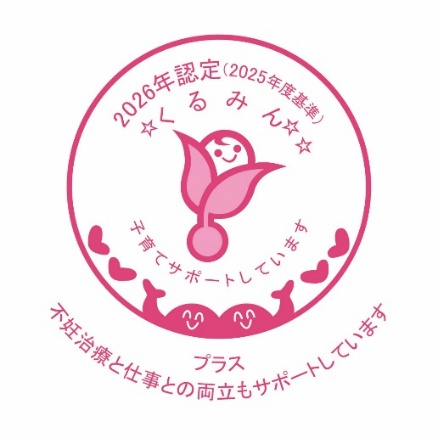 2026年認定(2025年度基準)
☆くるみん☆☆
子育てサポートしています
プラス
不妊治療と仕事との両立もサポートしています